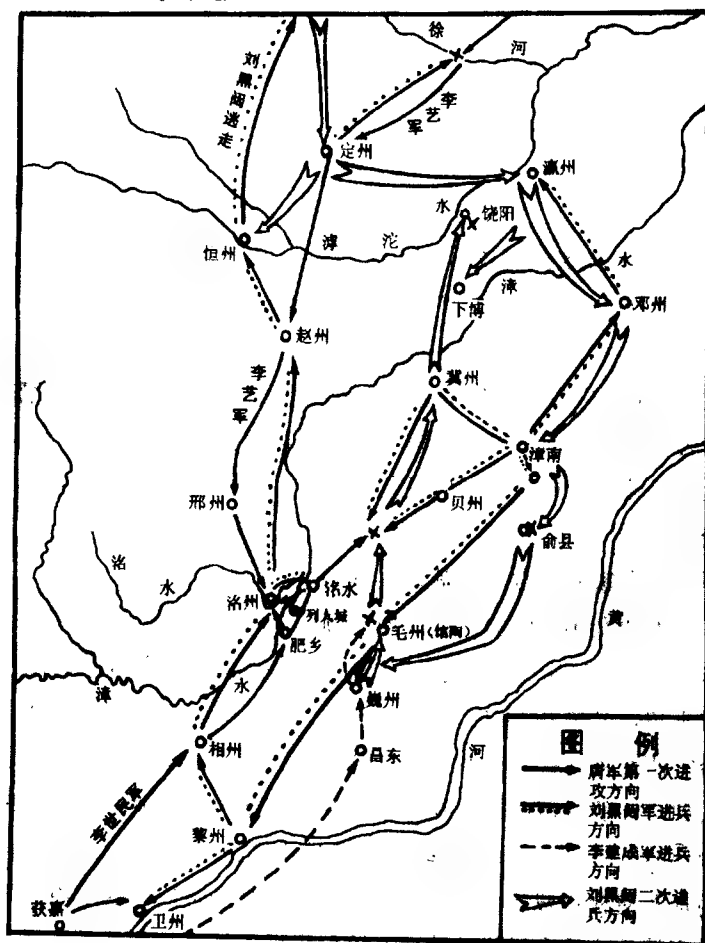 徐河
刘黑闼逃走
李艺军
定州
瀛州
水
饶阳
恒州
滹沱
下博
漳
水
邓州
赵州
李艺军
冀州
漳南
邢州
贝州
俞县
洺水
洺州
洺水
列人城
肥乡
毛州(馆陶)
黄
漳水
魏州
相州
昌东
河
李世民军
黎州
获嘉
卫州
图例
唐军第一次进
攻方向
刘黑闼军进兵
方向
李建成军进兵
方向
刘黑闼二次进
兵方向